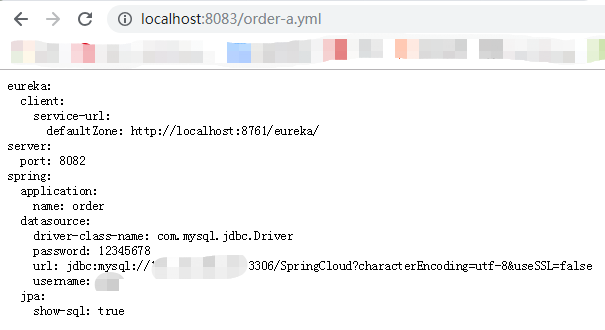 localhost:8083/order-a.yml
eureka:
  client:
    service-url:
      defaultZone: http://localhost:8761/eureka/
server:
  port: 8082
spring:
  application:
    name: order
  datasource:
    driver-class-name: com.mysql.jdbc.Driver
    password: 12345678
    url: jdbc:mysql:// 3306/SpringCloud?characterEncoding=utf-8&useSSL=false
    username:
  jpa:
    show-sql: true